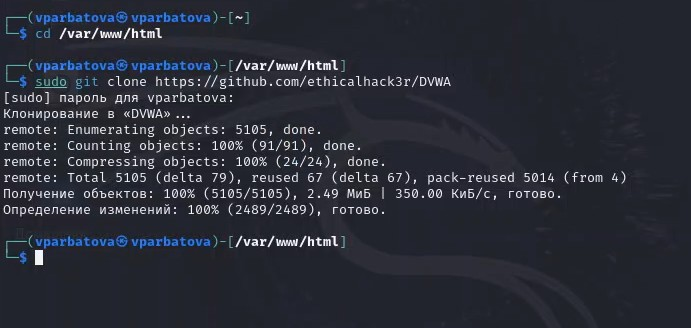 ┌──(vparbatova㉿vparbatova)-[~]
└─$ cd /var/www/html
┌──(vparbatova㉿vparbatova)-[/var/www/html]
└─$ sudo git clone https://github.com/ethicalhack3r/DVWA
[sudo] пароль для vparbatova:
Клонирование в «DVWA»...
remote: Enumerating objects: 5105, done.
remote: Counting objects: 100% (91/91), done.
remote: Compressing objects: 100% (24/24), done.
remote: Total 5105 (delta 79), reused 67 (delta 67), pack-reused 5014 (from 4)
Получение объектов: 100% (5105/5105), 2.49 МиБ | 350.00 КиБ/с, готово.
Определение изменений: 100% (2489/2489), готово.
┌──(vparbatova㉿vparbatova)-[/var/www/html]
└─$